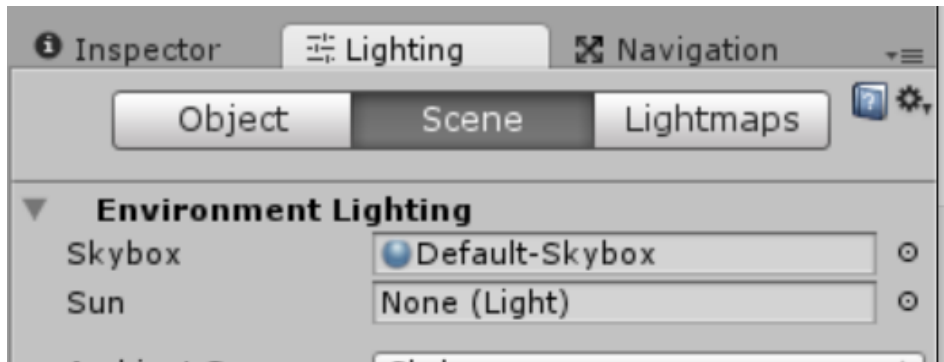 Inspector Lighting Navigation
Object Scene Lightmaps
Environment Lighting
Skybox Default-Skybox
Sun None (Light)